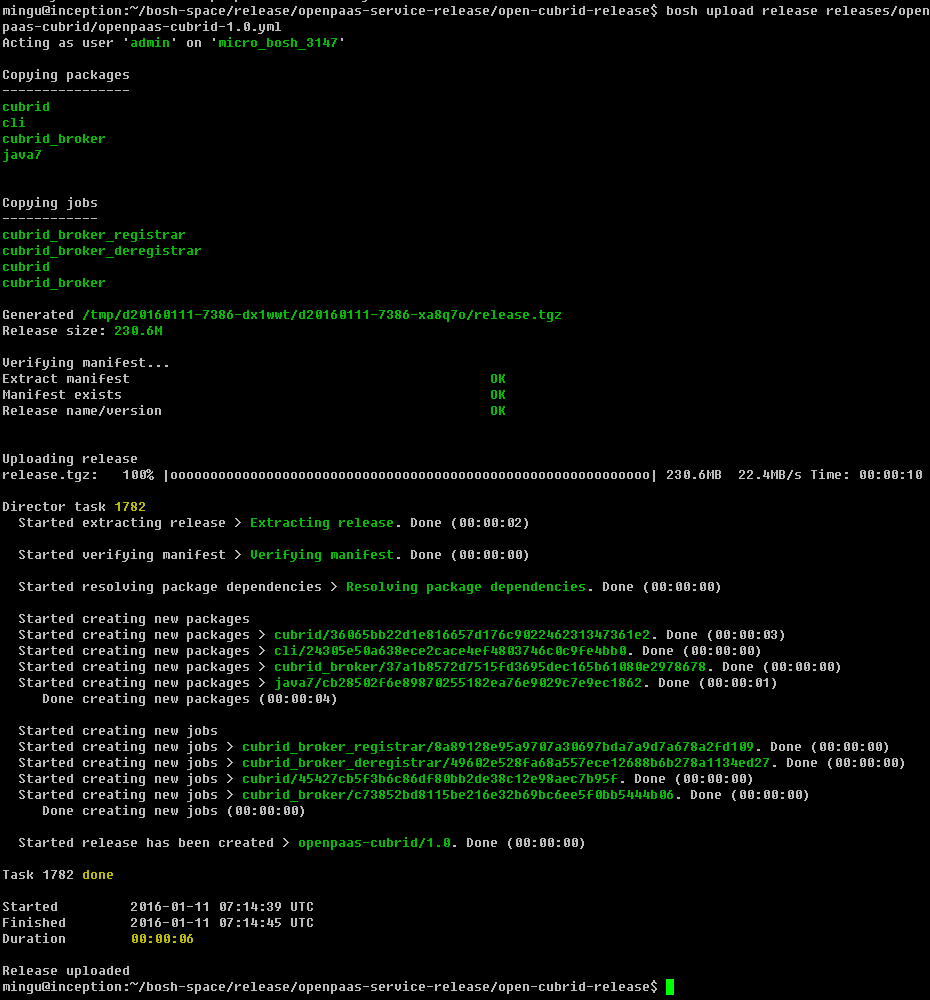 mingu@inception:~/bosh-space/release/openpaas-service-release/open-cubrid-release$ bosh upload release releases/open
paas-cubrid/openpaas-cubrid-1.0.yml
Acting as user 'admin' on 'micro_bosh_3147'
Copying packages
----------------
cubrid
cli
cubrid_broker
java7
Copying jobs
------------
cubrid_broker_registrar
cubrid_broker_deregistrar
cubrid
cubrid_broker
Generated /tmp/d20160111-7386-dx1wwt/d20160111-7386-xa8q7o/release.tgz
Release size: 230.6M
Verifying manifest...
Extract manifest OK
Manifest exists OK
Release name/version OK
Uploading release
release.tgz: 100% |oooooooooooooooooooooooooooooooooooooooooooooooooooooooooooo| 230.6MB 22.4MB/s Time: 00:00:10
Director task 1782
Started extracting release > Extracting release. Done (00:00:02)
Started verifying manifest > Verifying manifest. Done (00:00:00)
Started resolving package dependencies > Resolving package dependencies. Done (00:00:00)
Started creating new packages
Started creating new packages > cubrid/36065bb22d1e816657d176c902246231347361e2. Done (00:00:03)
Started creating new packages > cli/24305e50a638ece2cace4ef4803746c0c9fe4bb0. Done (00:00:00)
Started creating new packages > cubrid_broker/37a1b8572d7515fd3695dec165b61080e2978678. Done (00:00:00)
Started creating new packages > java7/cb28502f6e89870255182ea76e9029c7e9ec1862. Done (00:00:01)
Done creating new packages (00:00:04)
Started creating new jobs
Started creating new jobs > cubrid_broker_registrar/8a89128e95a9707a30697bda7a9d7a678a2fd109. Done (00:00:00)
Started creating new jobs > cubrid_broker_deregistrar/49602e528fa68a557ece12688b6b278a1134ed27. Done (00:00:00)
Started creating new jobs > cubrid/45427cb5f3b6c86df80bb2de38c12e98aec7b95f. Done (00:00:00)
Started creating new jobs > cubrid_broker/c73852bd8115be216e32b69bc6ee5f0bb5444b06. Done (00:00:00)
Done creating new jobs (00:00:00)
Started release has been created > openpaas-cubrid/1.0. Done (00:00:00)
Task 1782 done
Started 2016-01-11 07:14:39 UTC
Finished 2016-01-11 07:14:45 UTC
Duration 00:00:06
Release uploaded
mingu@inception:~/bosh-space/release/openpaas-service-release/open-cubrid-release$